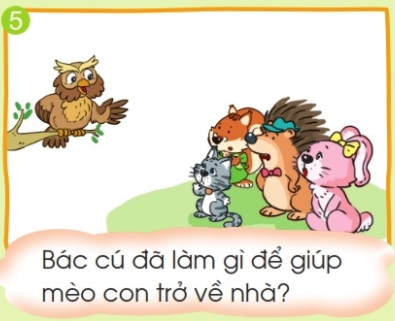 5
Bác cú đã làm gì để giúp
mèo con trở về nhà?